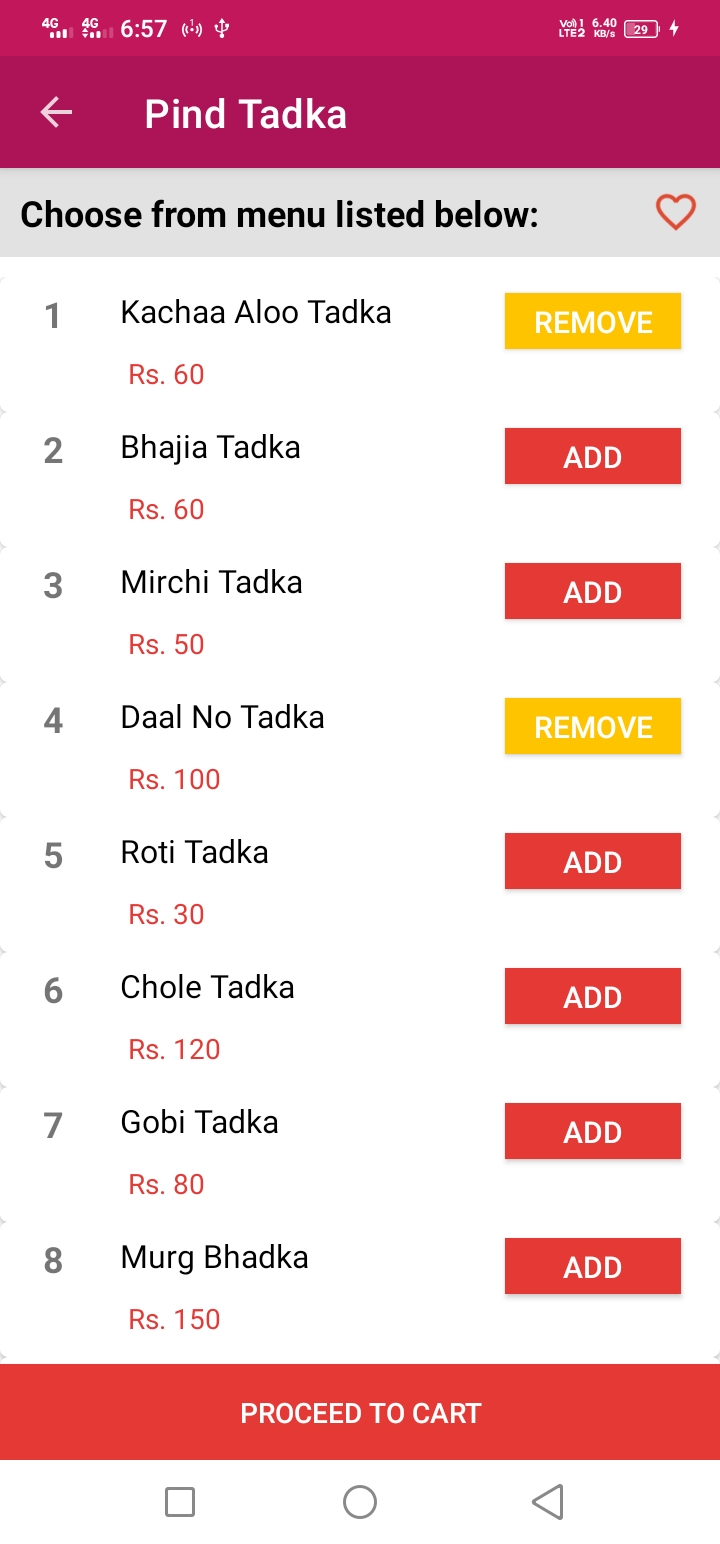 4G 4G 6:57 Vo) 1 LTE2 6.40 KB/s 29
Pind Tadka
Choose from menu listed below:
1 Kachaa Aloo Tadka REMOVE
Rs. 60
2 Bhajia Tadka ADD
Rs. 60
3 Mirchi Tadka ADD
Rs. 50
4 Daal No Tadka REMOVE
Rs. 100
5 Roti Tadka ADD
Rs. 30
6 Chole Tadka ADD
Rs. 120
7 Gobi Tadka ADD
Rs. 80
8 Murg Bhadka ADD
Rs. 150
PROCEED TO CART